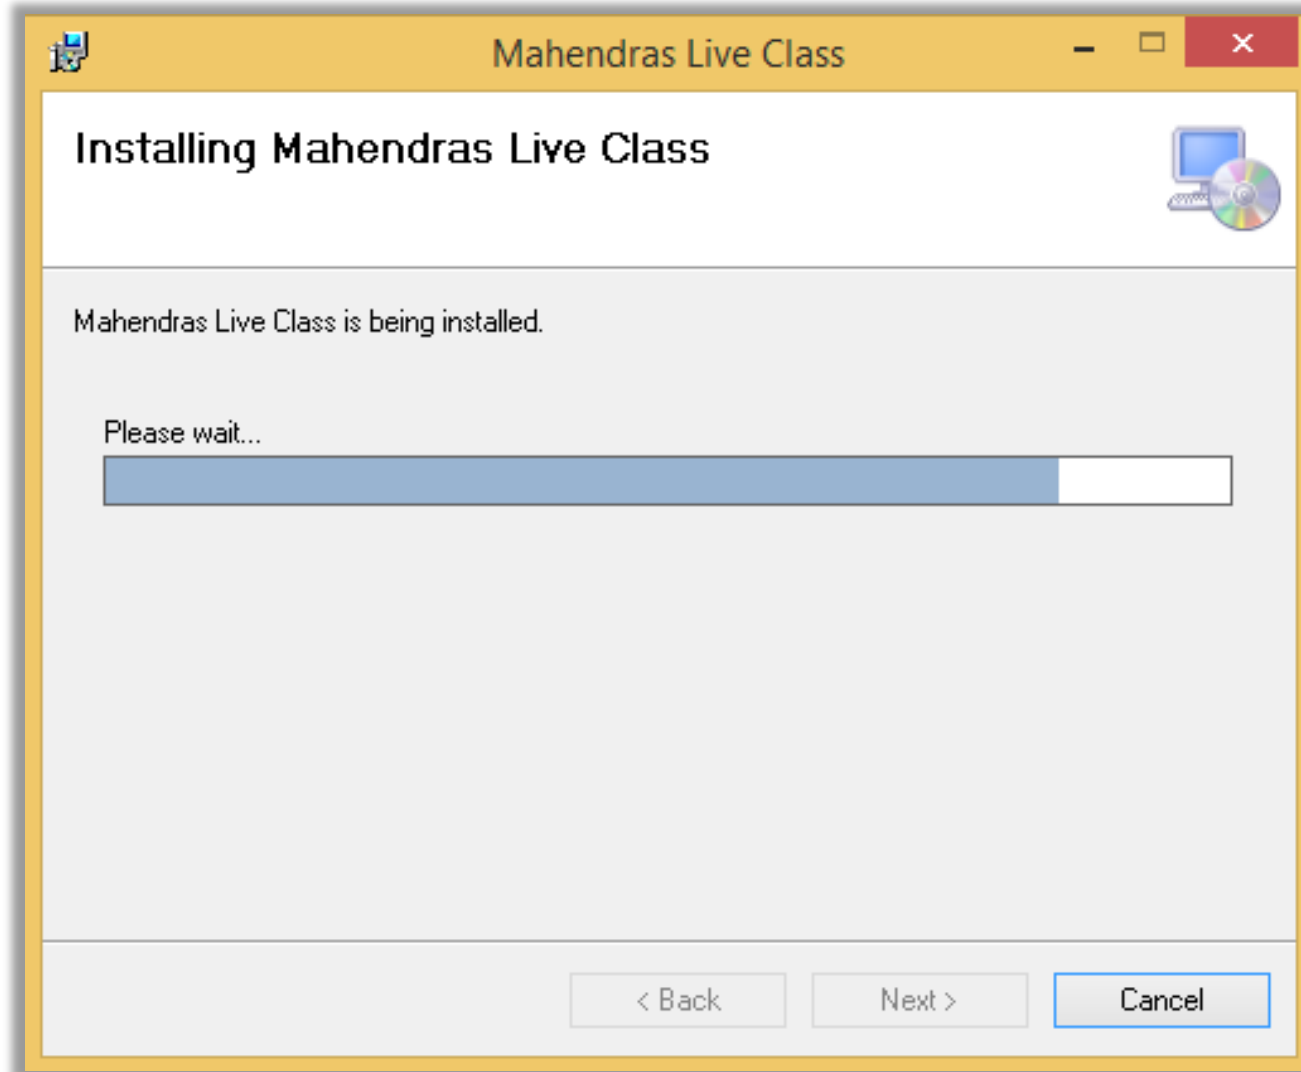 Mahendras Live Class
Installing Mahendras Live Class
Mahendras Live Class is being installed.
Please wait...
< Back Next > Cancel